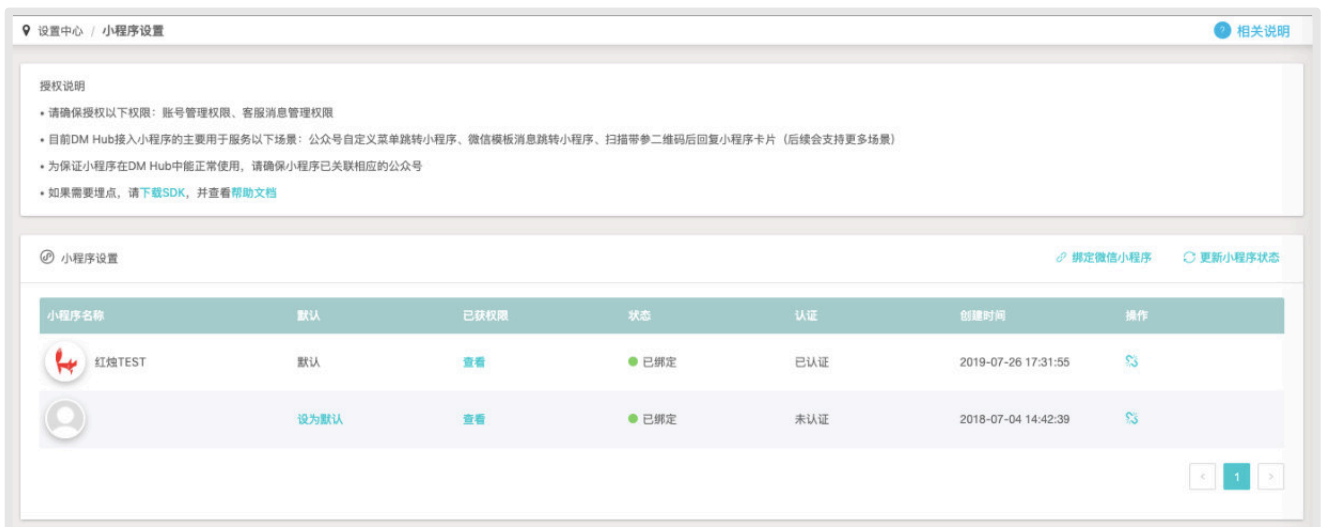 设置中心 / 小程序设置
相关说明
授权说明
• 请确保授权以下权限：账号管理权限、客服消息管理权限
• 目前DM Hub接入小程序的主要用于服务以下场景：公众号自定义菜单跳转小程序、微信模板消息跳转小程序、扫描带参二维码后回复小程序卡片（后续会支持更多场景）
• 为保证小程序在DM Hub中能正常使用，请确保小程序已关联相应的公众号
• 如果需要埋点，请下载SDK，并查看帮助文档
小程序设置 绑定微信小程序 更新小程序状态
小程序名称 默认 已获权限 状态 认证 创建时间 操作
红烛TEST 默认 查看 已绑定 已认证 2019-07-26 17:31:55
设为默认 查看 已绑定 未认证 2018-07-04 14:42:39
< 1 >